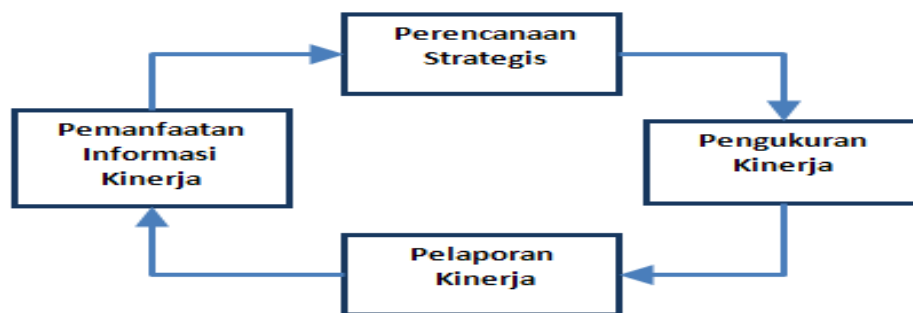 Perencanaan
Strategis
Pemanfaatan
Informasi
Kinerja
Pengukuran
Kinerja
Pelaporan
Kinerja